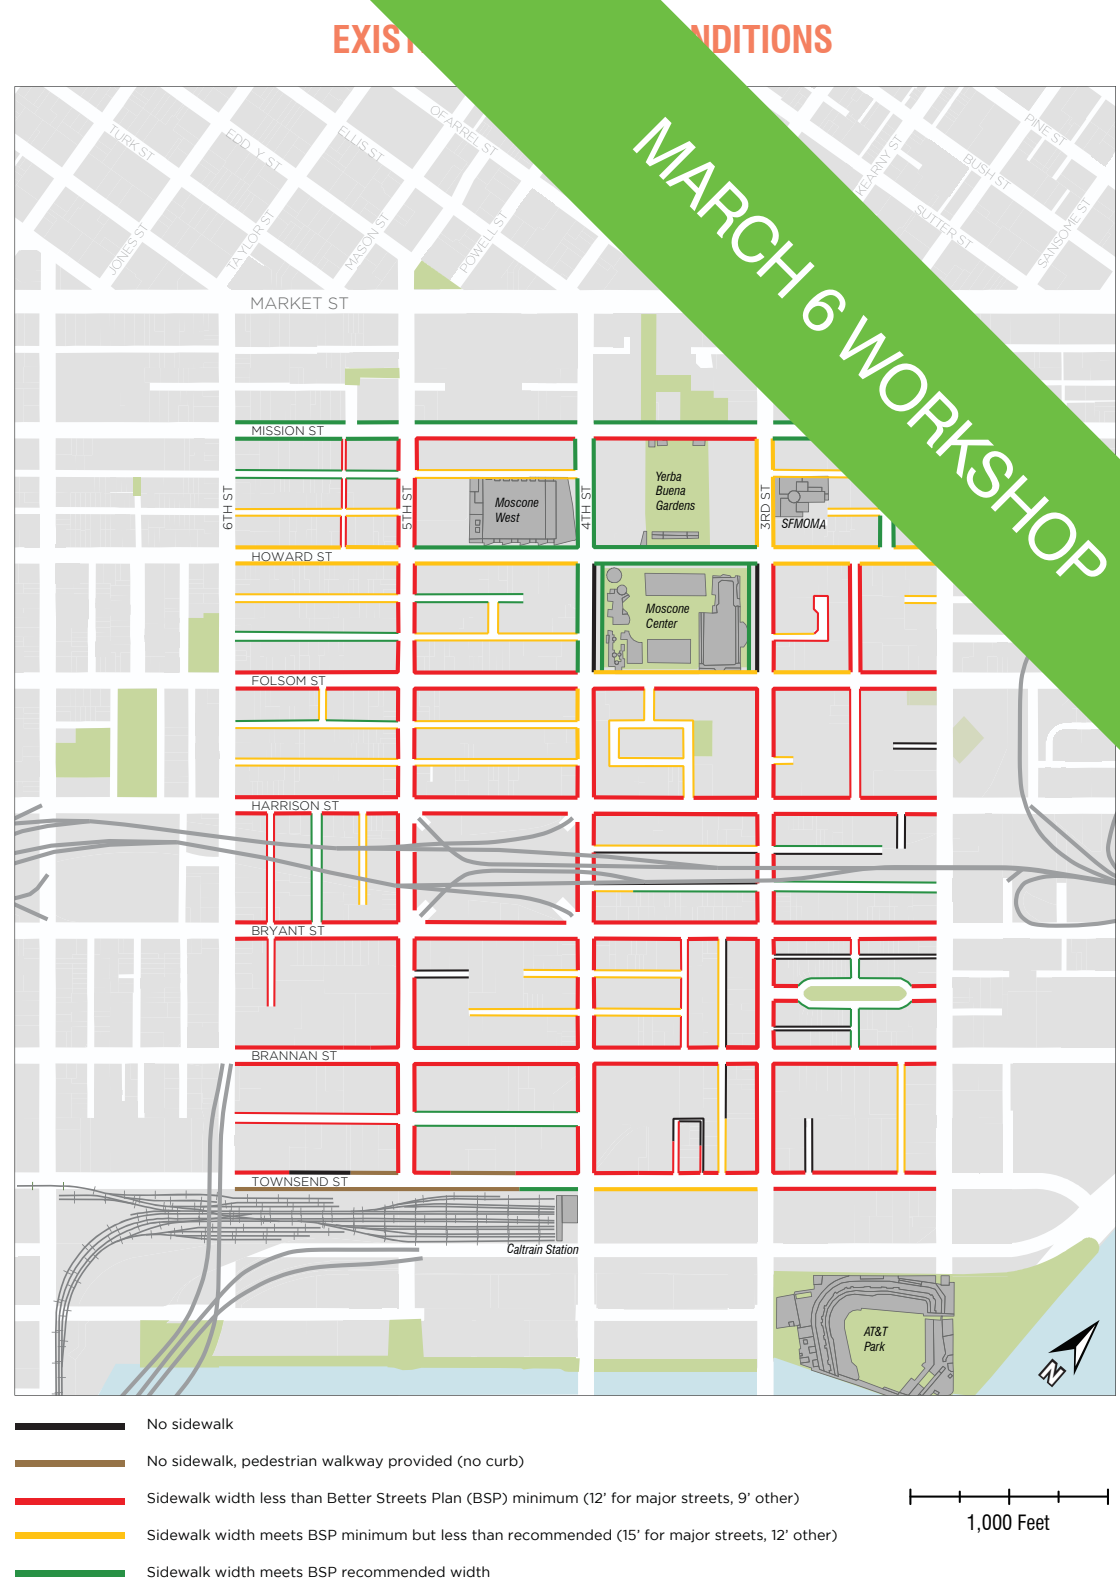 EXIST
NDITIONS
MARCH 6 WORKSHOP
TURK ST
EDD Y ST
ELLIS ST
OFARREL ST
KEARNY ST
PINE ST
BUSH ST
SUTTER ST
SANSOME ST
JONES ST
TAYLOR ST
MASON ST
POWELL ST
MARKET ST
MISSION ST
6TH ST
5TH ST
4TH ST
3RD ST
Moscone
West
Yerba
Buena
Gardens
SFMOMA
HOWARD ST
Moscone
Center
FOLSOM ST
HARRISON ST
BRYANT ST
BRANNAN ST
TOWNSEND ST
Caltrain Station
AT&T
Park
N
No sidewalk
No sidewalk, pedestrian walkway provided (no curb)
Sidewalk width less than Better Streets Plan (BSP) minimum (12’ for major streets, 9’ other)
Sidewalk width meets BSP minimum but less than recommended (15’ for major streets, 12’ other)
Sidewalk width meets BSP recommended width
1,000 Feet